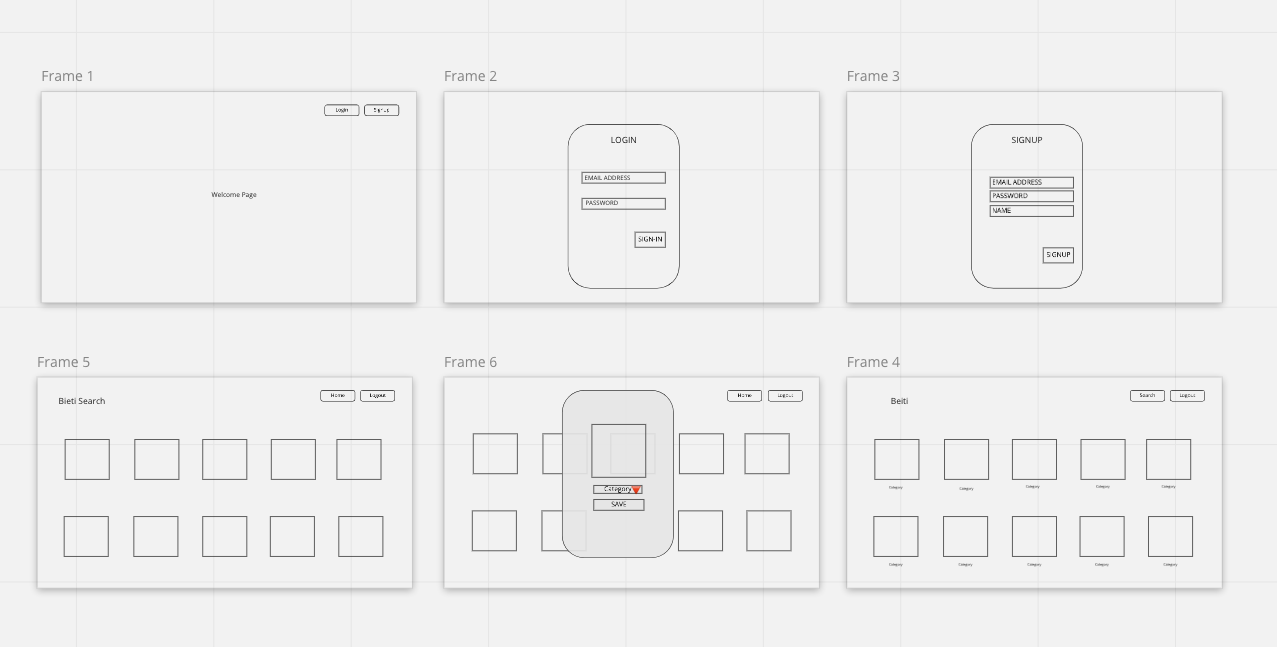 Frame 1
Login
Signup
Welcome Page
Frame 2
LOGIN
EMAIL ADDRESS
PASSWORD
SIGN-IN
Frame 3
SIGNUP
EMAIL ADDRESS
PASSWORD
NAME
SIGNUP
Frame 5
Bieti Search
Home
Logout
Frame 6
Home
Logout
Category
SAVE
Frame 4
Beiti
Search
Logout
Category
Category
Category
Category
Category
Category
Category
Category
Category
Category